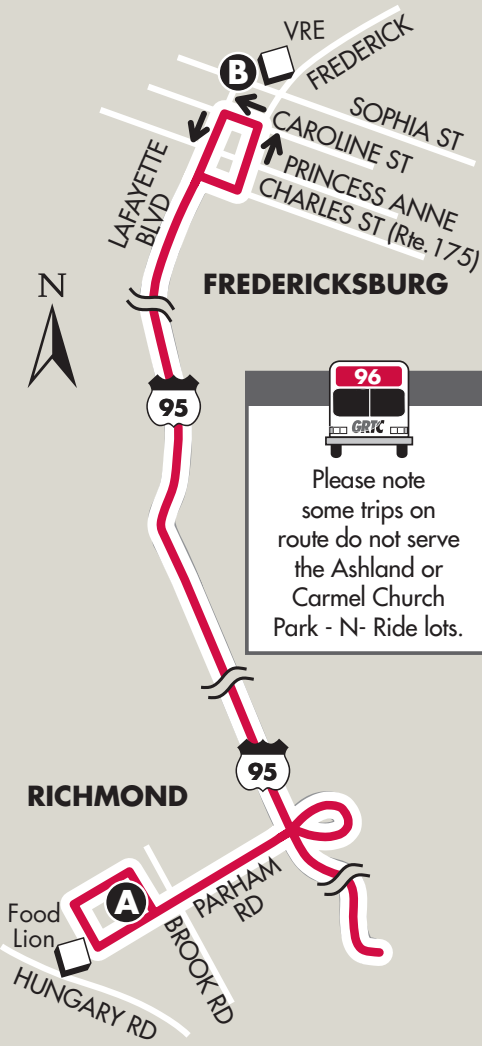 VRE
B
FREDERICK
SOPHIA ST
CAROLINE ST
PRINCESS ANNE
CHARLES ST (Rte.175)
LAFAYETTE
BLVD
FREDERICKSBURG
N
95
96
GRTC
Please note
some trips on
route do not serve
the Ashland or
Carmel Church
Park - N- Ride lots.
95
RICHMOND
A
PARHAM
RD
BROOK RD
Food
Lion
HUNGARY RD